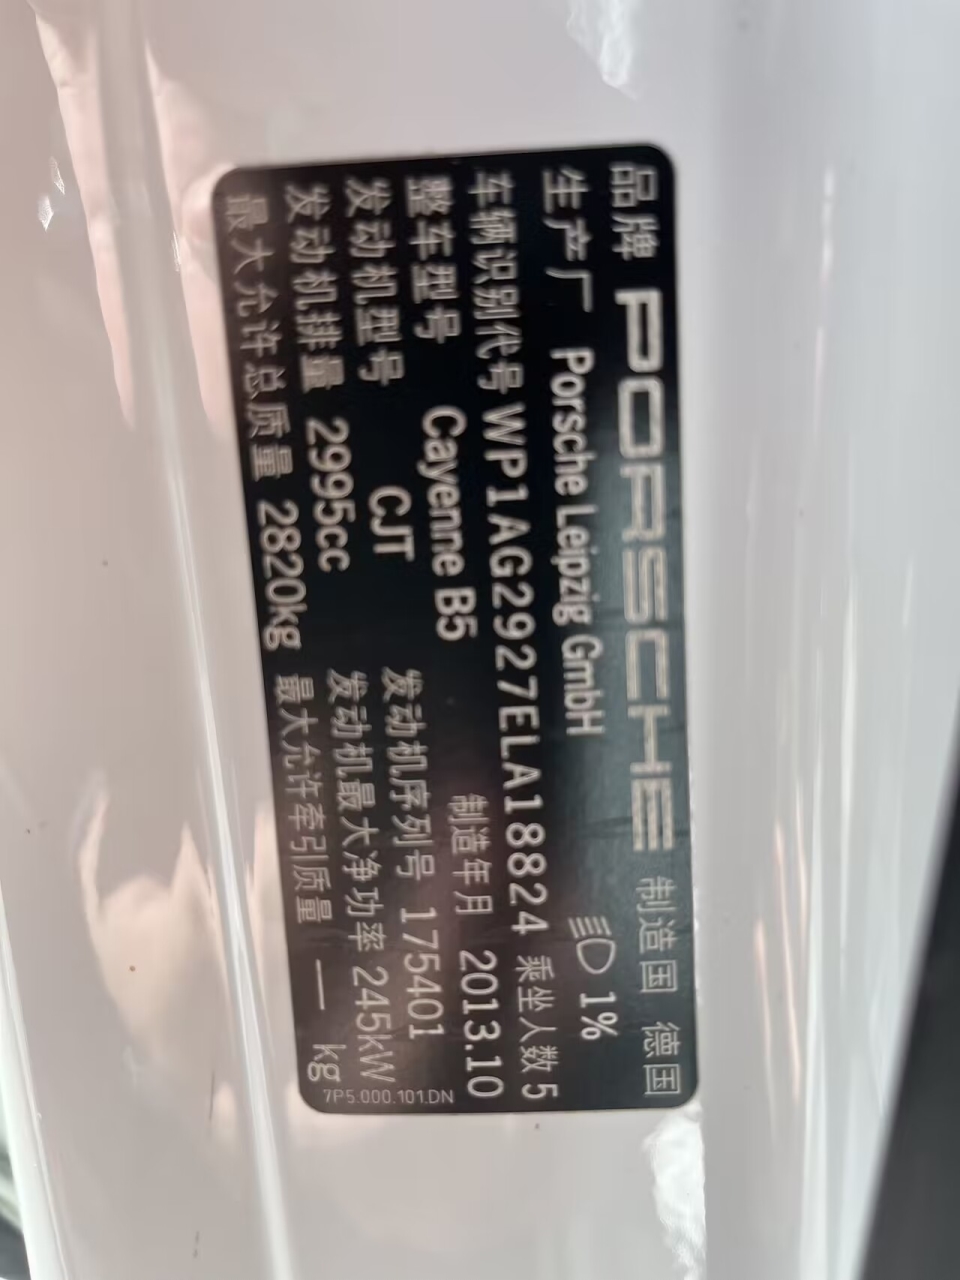 品牌 PORSCHE 制造国 德国
生产厂 Porsche Leipzig GmbH 1%
车辆识别代号 WP1AG2927ELA18824 乘坐人数 5
整车型号 Cayenne B5 制造年月 2013.10
发动机型号 CJT 发动机序列号 175401
发动机排量 2995cc 发动机最大净功率 245kW
最大允许总质量 2820kg 最大允许牵引质量 — kg
7P5.000.101.DN